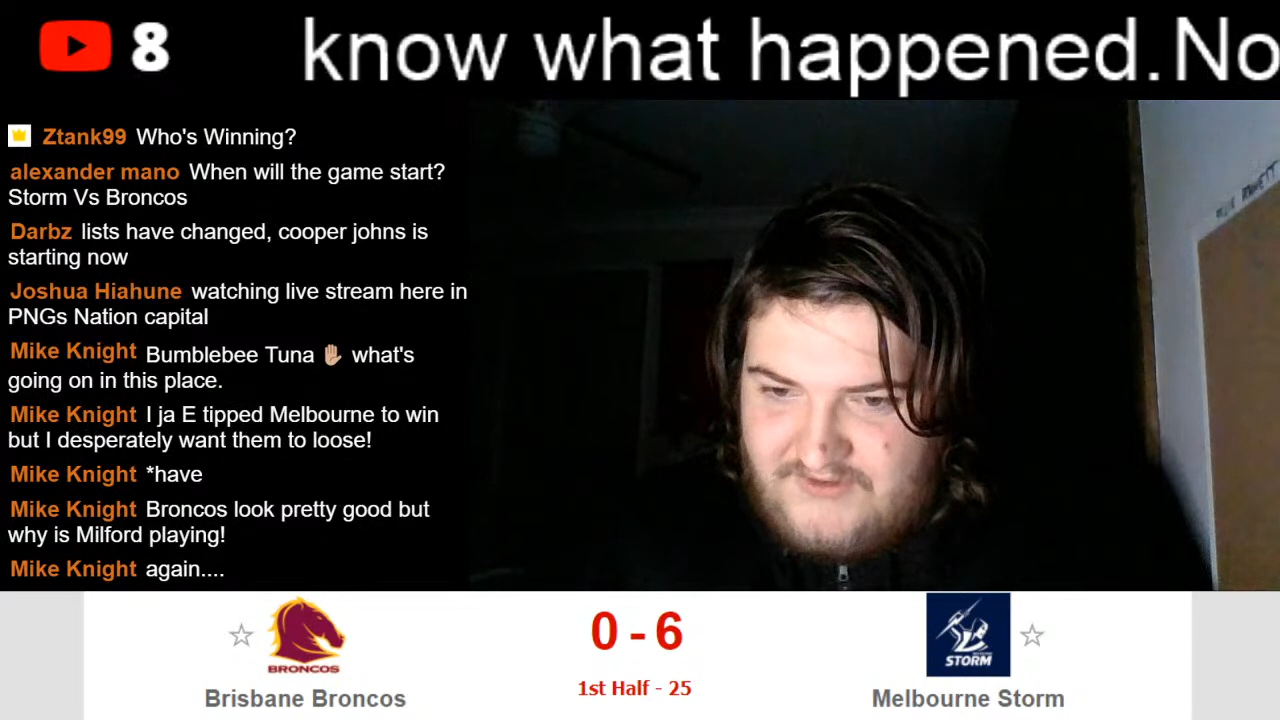 8
know what happened.No
Ztank99 Who's Winning?
alexander mano When will the game start?
Storm Vs Broncos
Darbz lists have changed, cooper johns is
starting now
Joshua Hiahune watching live stream here in
PNGs Nation capital
Mike Knight Bumblebee Tuna ✋🏼 what's
going on in this place.
Mike Knight I ja E tipped Melbourne to win
but I desperately want them to loose!
Mike Knight *have
Mike Knight Broncos look pretty good but
why is Milford playing!
Mike Knight again....
BRONCOS
Brisbane Broncos
0 - 6
1st Half - 25
STORM
Melbourne Storm